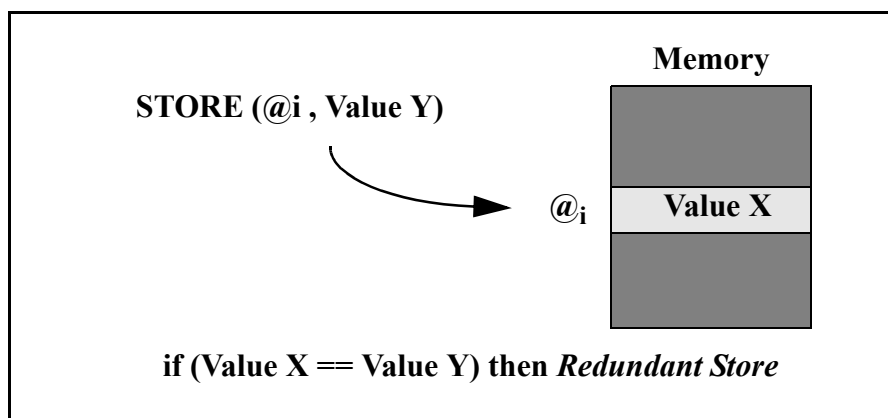 Memory
STORE (@i , Value Y)
@i
Value X
if (Value X == Value Y) then Redundant Store